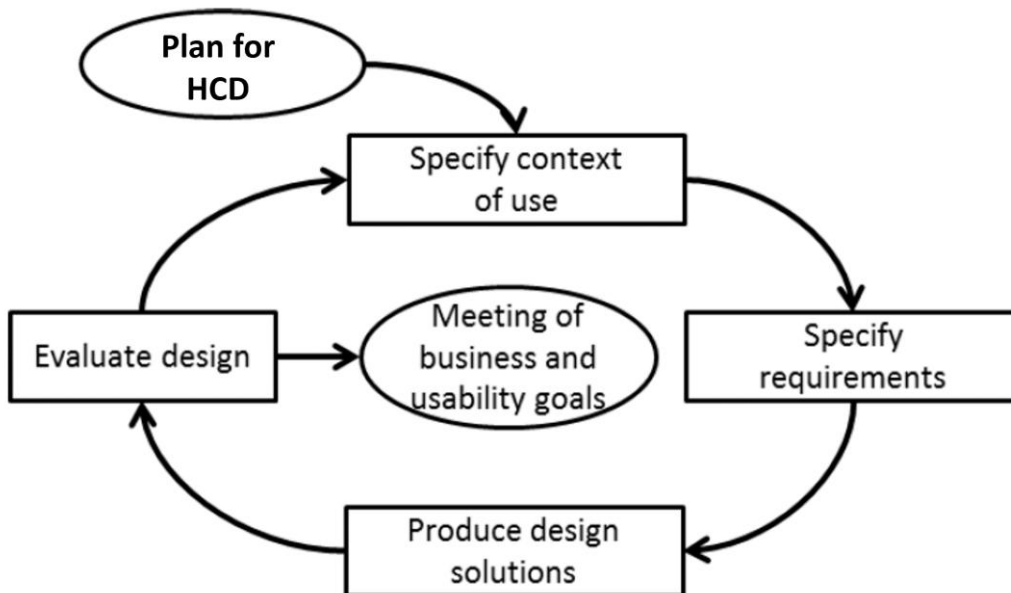 Plan for
HCD
Specify context
of use
Specify
requirements
Produce design
solutions
Evaluate design
Meeting of
business and
usability goals